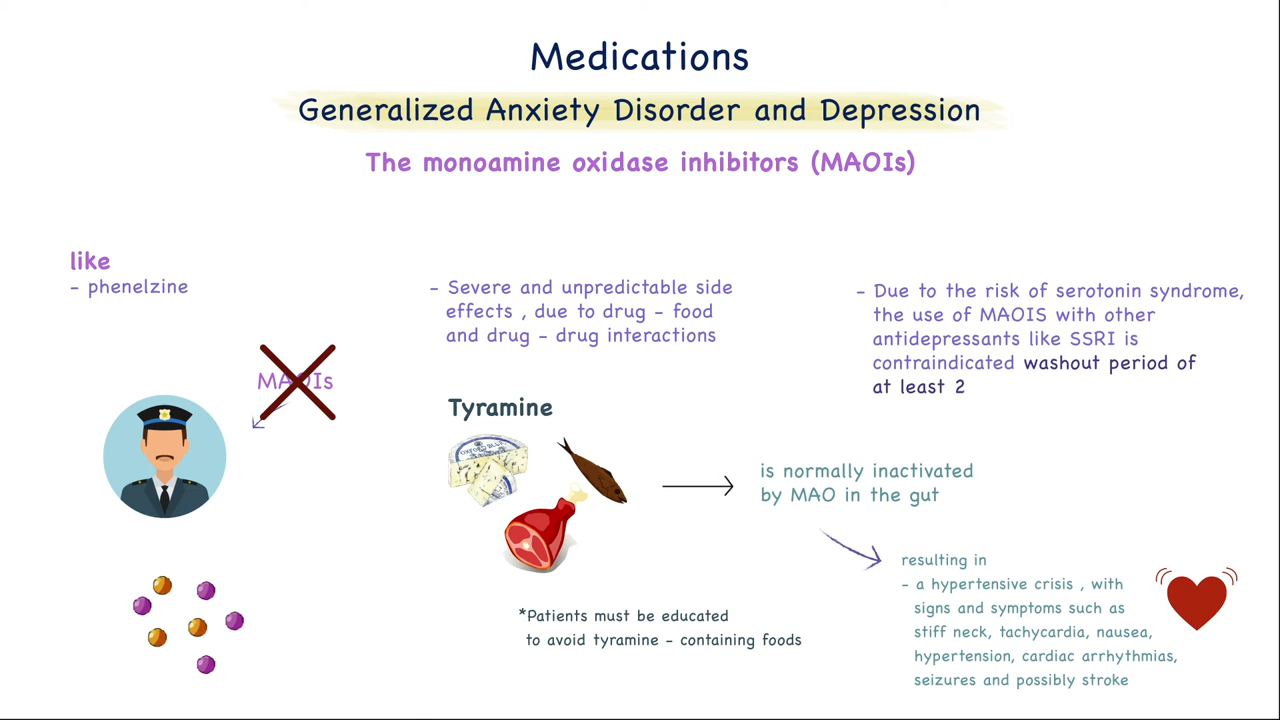 Medications
Generalized Anxiety Disorder and Depression
The monoamine oxidase inhibitors (MAOIs)
like
- phenelzine
MAOIs
- Severe and unpredictable side
effects , due to drug - food
and drug - drug interactions
Tyramine
OXFORD BLUE
*Patients must be educated
to avoid tyramine - containing foods
- Due to the risk of serotonin syndrome,
the use of MAOIS with other
antidepressants like SSRI is
contraindicated washout period of
at least 2
is normally inactivated
by MAO in the gut
resulting in
- a hypertensive crisis , with
signs and symptoms such as
stiff neck, tachycardia, nausea,
hypertension, cardiac arrhythmias,
seizures and possibly stroke